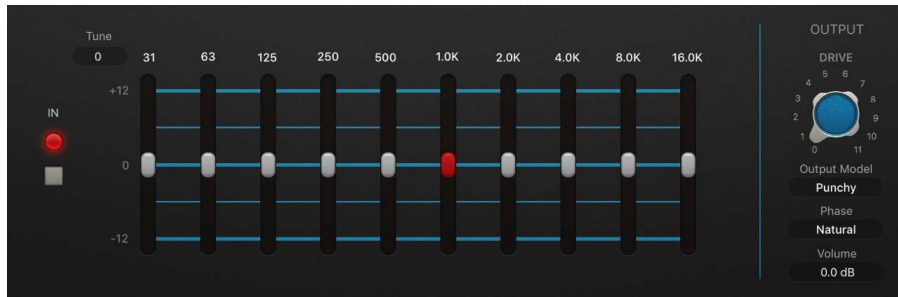 Tune
0
31 63 125 250 500 1.0K 2.0K 4.0K 8.0K 16.0K
+12
0
-12
IN
OUTPUT
DRIVE
0 1 2 3 4 5 6 7 8 9 10 11
Output Model
Punchy
Phase
Natural
Volume
0.0 dB